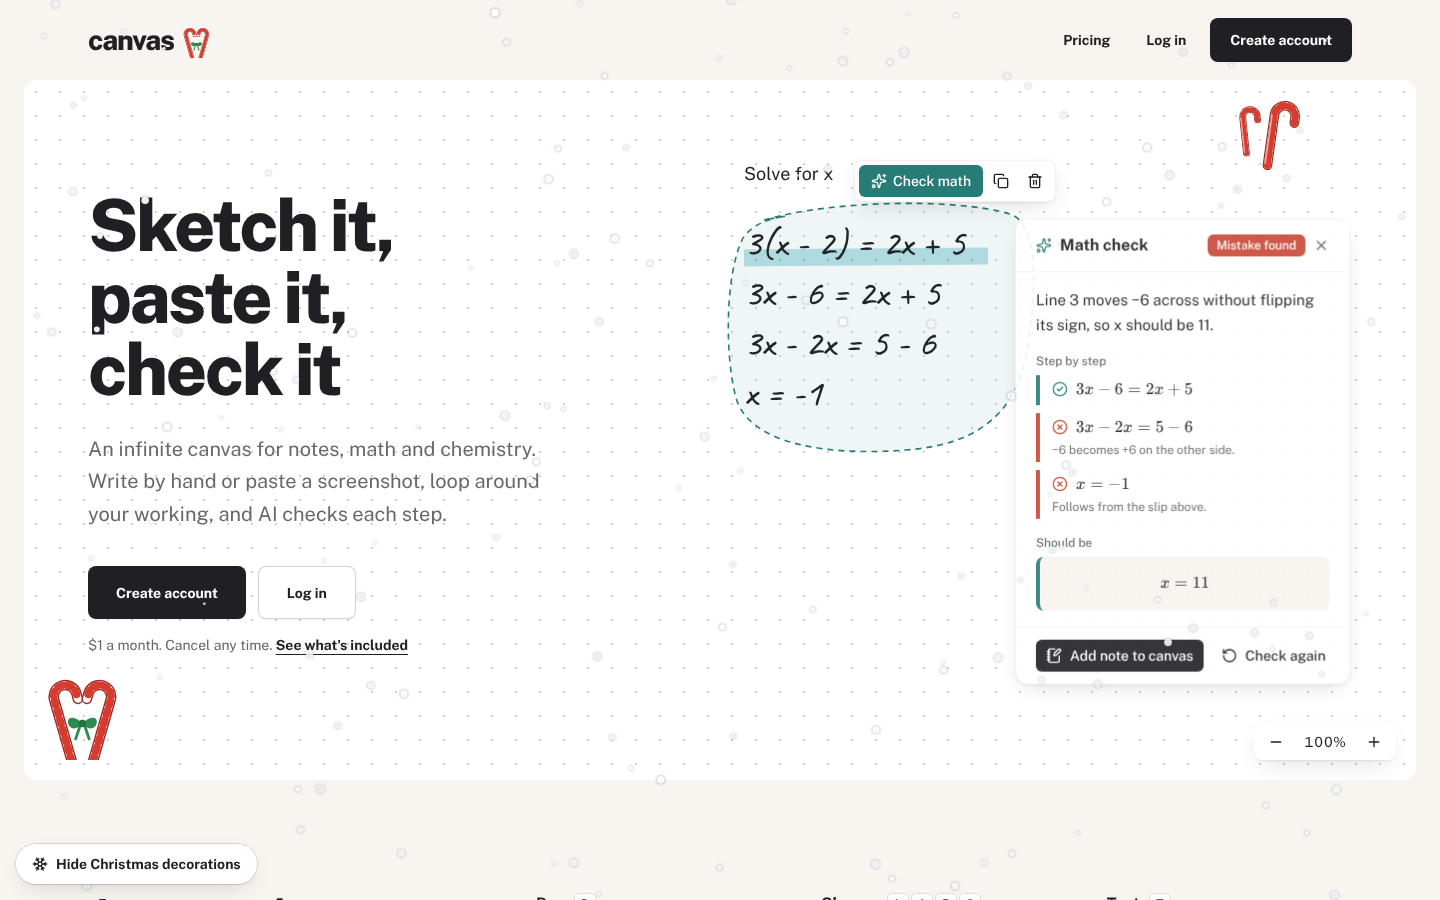 canvas
Pricing
Log in
Create account
Sketch it,
paste it,
check it
An infinite canvas for notes, math and chemistry.
Write by hand or paste a screenshot, loop around
your working, and AI checks each step.
Create account
Log in
$1 a month. Cancel any time. See what's included
Solve for x
Check math
3(x - 2) = 2x + 5
3x - 6 = 2x + 5
3x - 2x = 5 - 6
x = -1
Math check
Mistake found
Line 3 moves −6 across without flipping
its sign, so x should be 11.
Step by step
3x − 6 = 2x + 5
3x − 2x = 5 − 6
−6 becomes +6 on the other side.
x = −1
Follows from the slip above.
Should be
x = 11
Add note to canvas
Check again
100%
Hide Christmas decorations